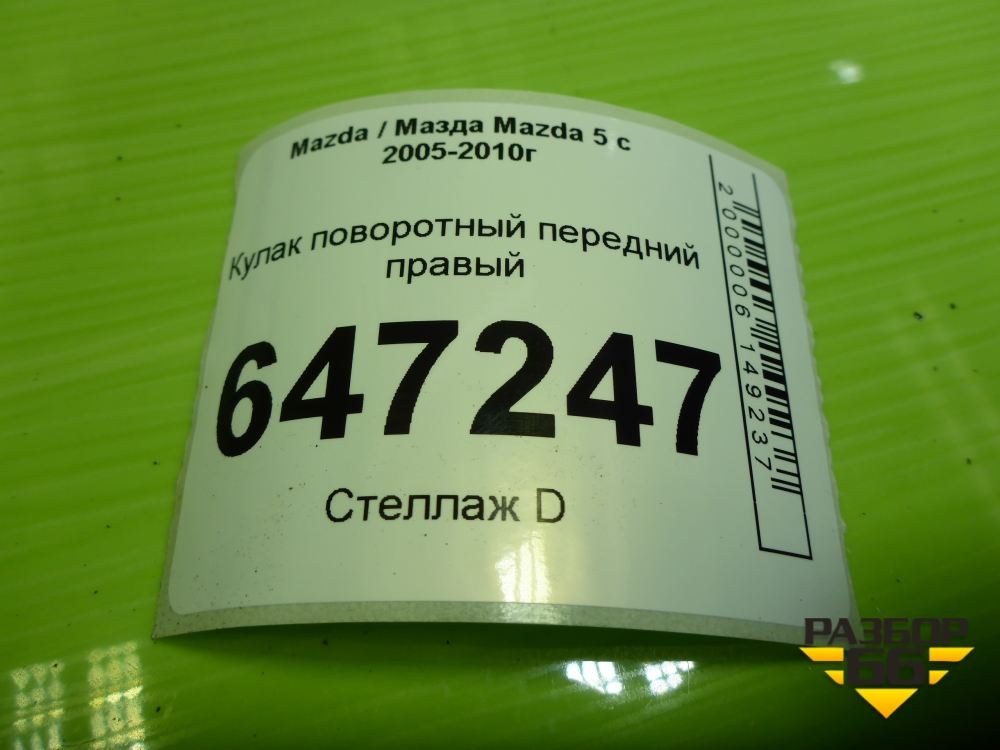 Mazda / Мазда Mazda 5 с
2005-2010г
Кулак поворотный передний
правый
647247
Стеллаж D
2000006149237
РАЗБОР
66